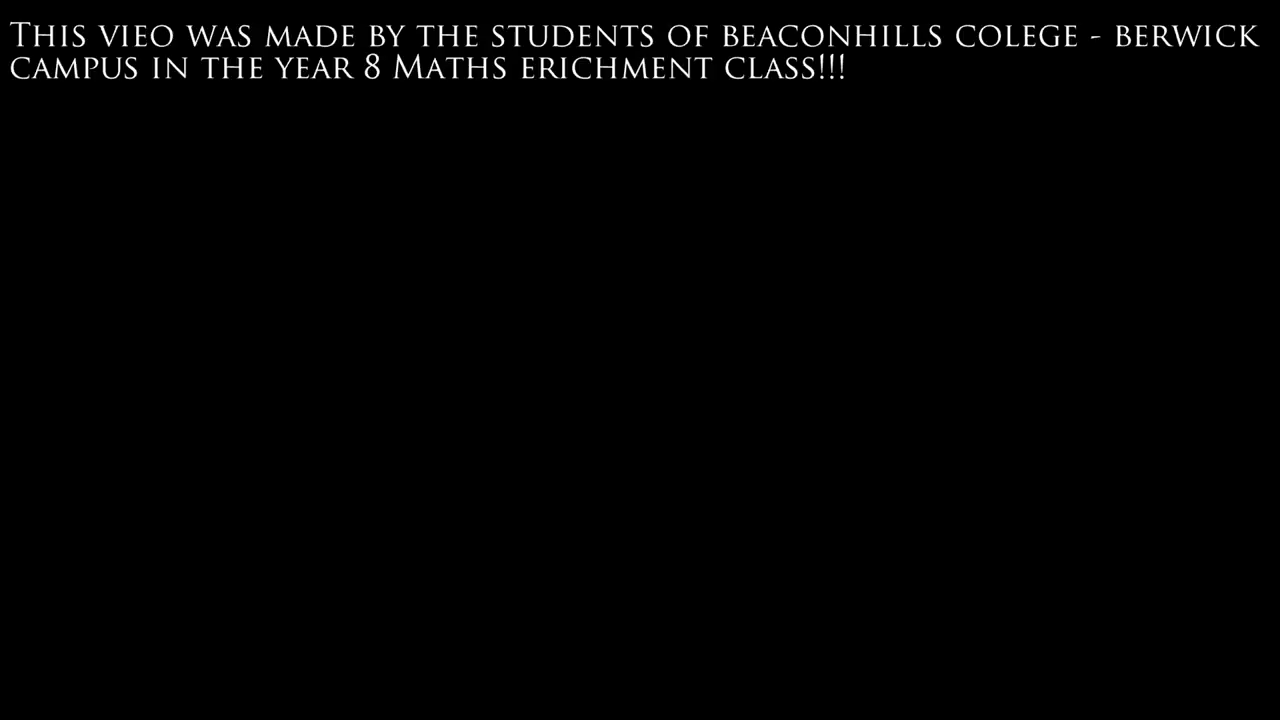 This vieo was made by the students of beaconhills colege - berwick
campus in the year 8 Maths erichment class!!!